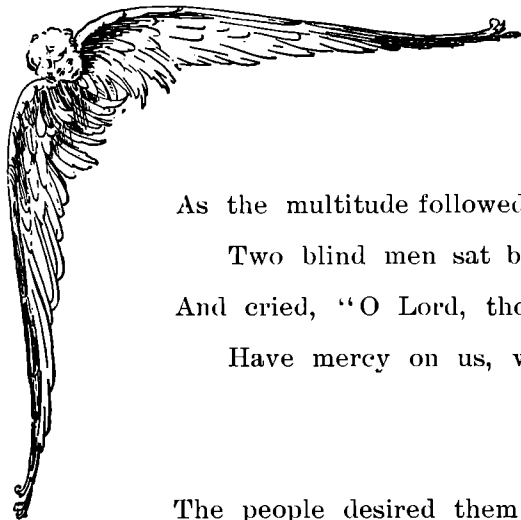 As the multitude followed
Two blind men sat
And cried, “O Lord,
Have mercy on us,
The people desired them